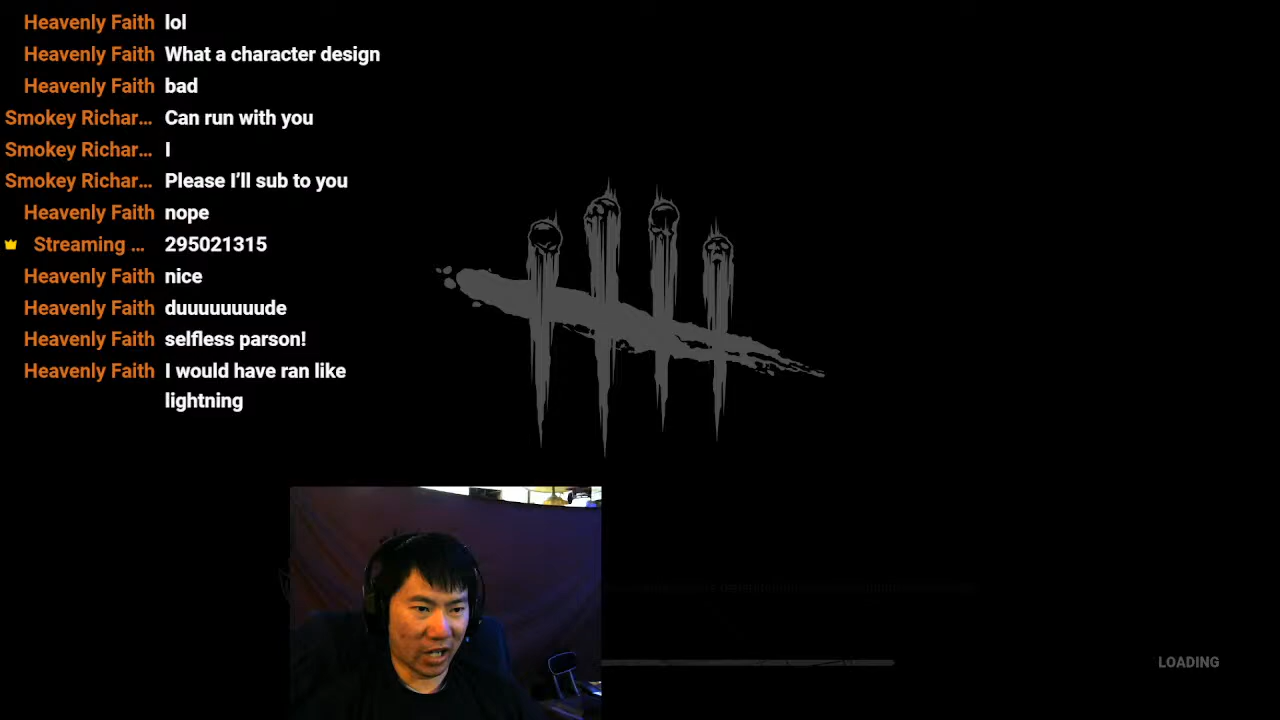 Heavenly Faith lol
Heavenly Faith What a character design
Heavenly Faith bad
Smokey Richar... Can run with you
Smokey Richar... I
Smokey Richar... Please I’ll sub to you
Heavenly Faith nope
Streaming ... 295021315
Heavenly Faith nice
Heavenly Faith duuuuuuuude
Heavenly Faith selfless parson!
Heavenly Faith I would have ran like
lightning
LOADING